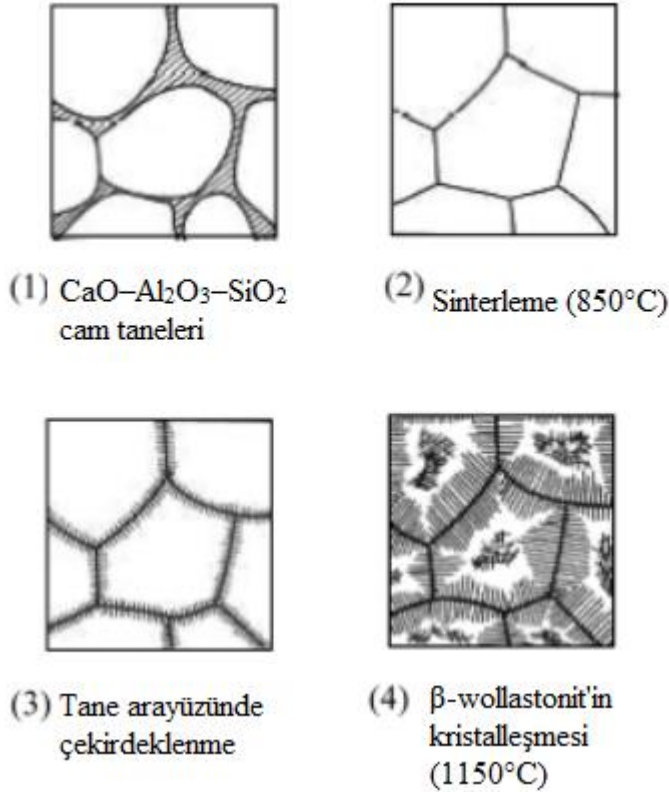 (1) CaO–Al₂O₃–SiO₂
cam taneleri
(2) Sinterleme (850°C)
(3) Tane arayüzünde
çekirdeklenme
(4) β-wollastonit'in
kristalleşmesi
(1150°C)